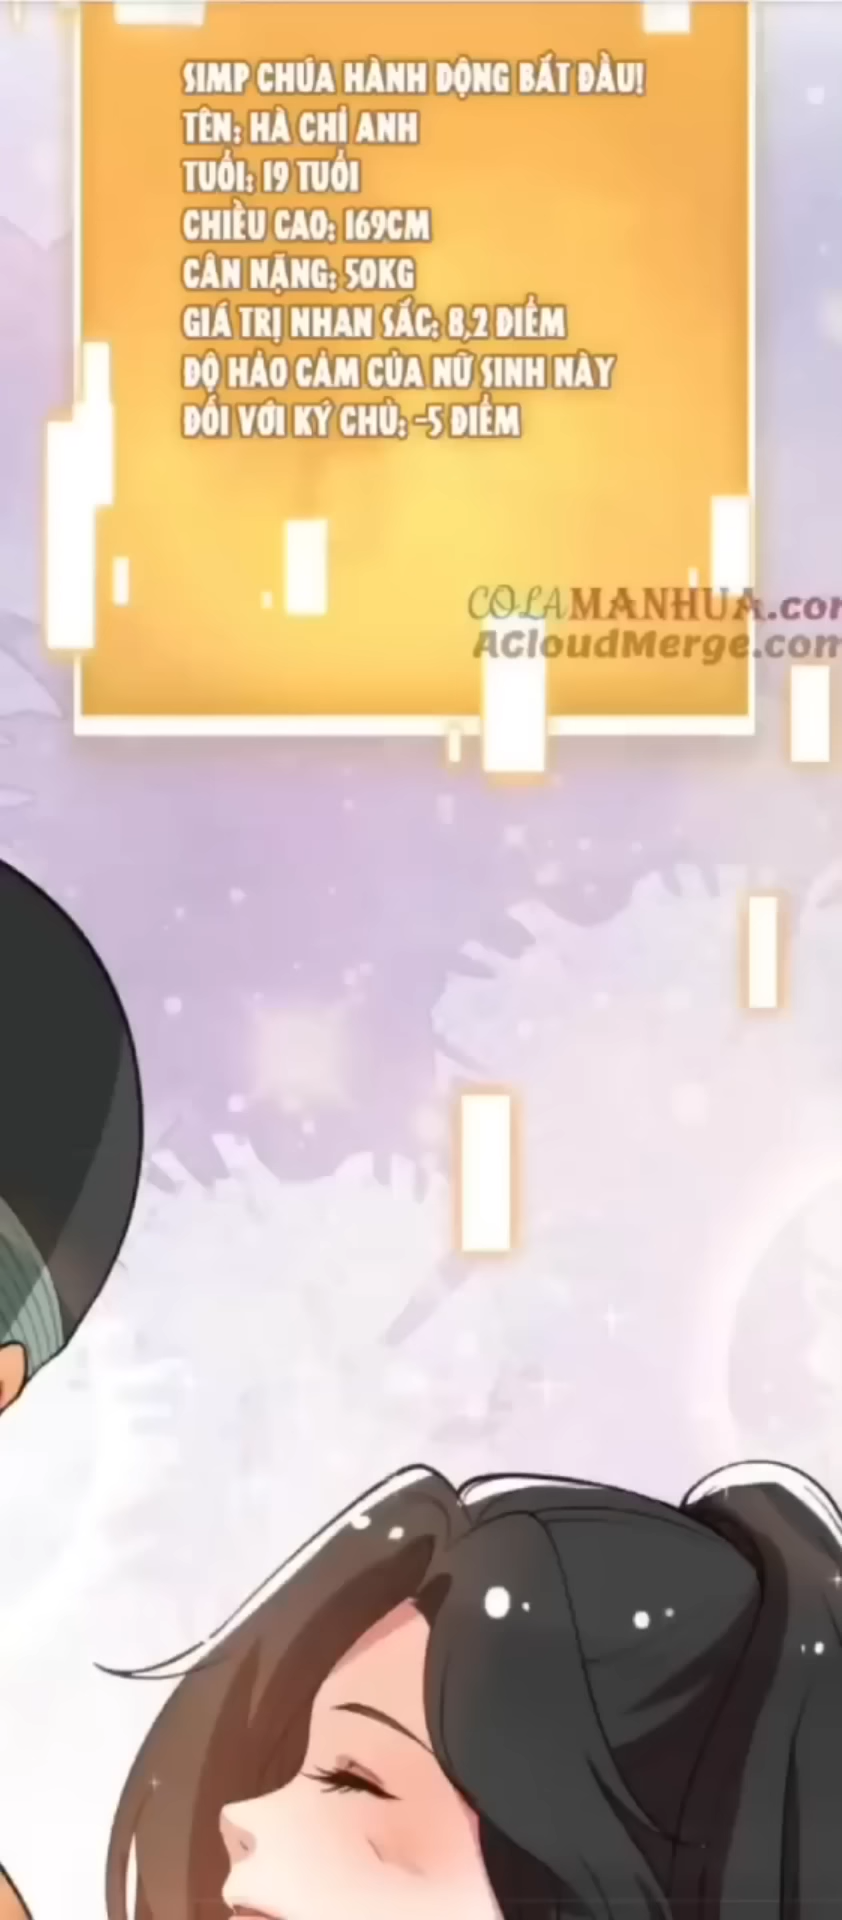 SIMP CHÚA HÀNH ĐỘNG BẮT ĐẦU!
TÊN: HÀ CHỈ ANH
TUỔI: 19 TUỔI
CHIỀU CAO: 169CM
CÂN NẶNG: 50KG
GIÁ TRỊ NHAN SẮC: 8,2 ĐIỂM
ĐỘ HẢO CẢM CỦA NỮ SINH NÀY
ĐỐI VỚI KÝ CHỦ: -5 ĐIỂM
COLAMANHUA.com
ACloudMerge.com